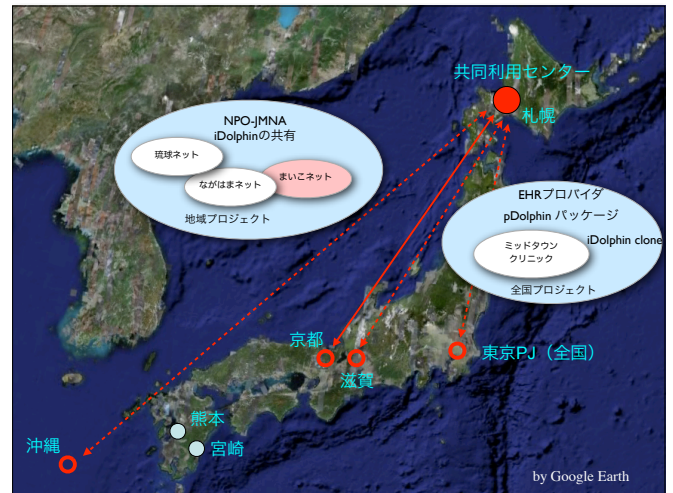 共同利用センター
札幌
NPO-JMNA
iDolphinの共有
琉球ネット
まいこネット
ながはまネット
地域プロジェクト
EHRプロバイダ
pDolphin パッケージ
iDolphin clone
ミッドタウン
クリニック
全国プロジェクト
京都
滋賀
東京PJ（全国）
熊本
宮崎
沖縄
by Google Earth